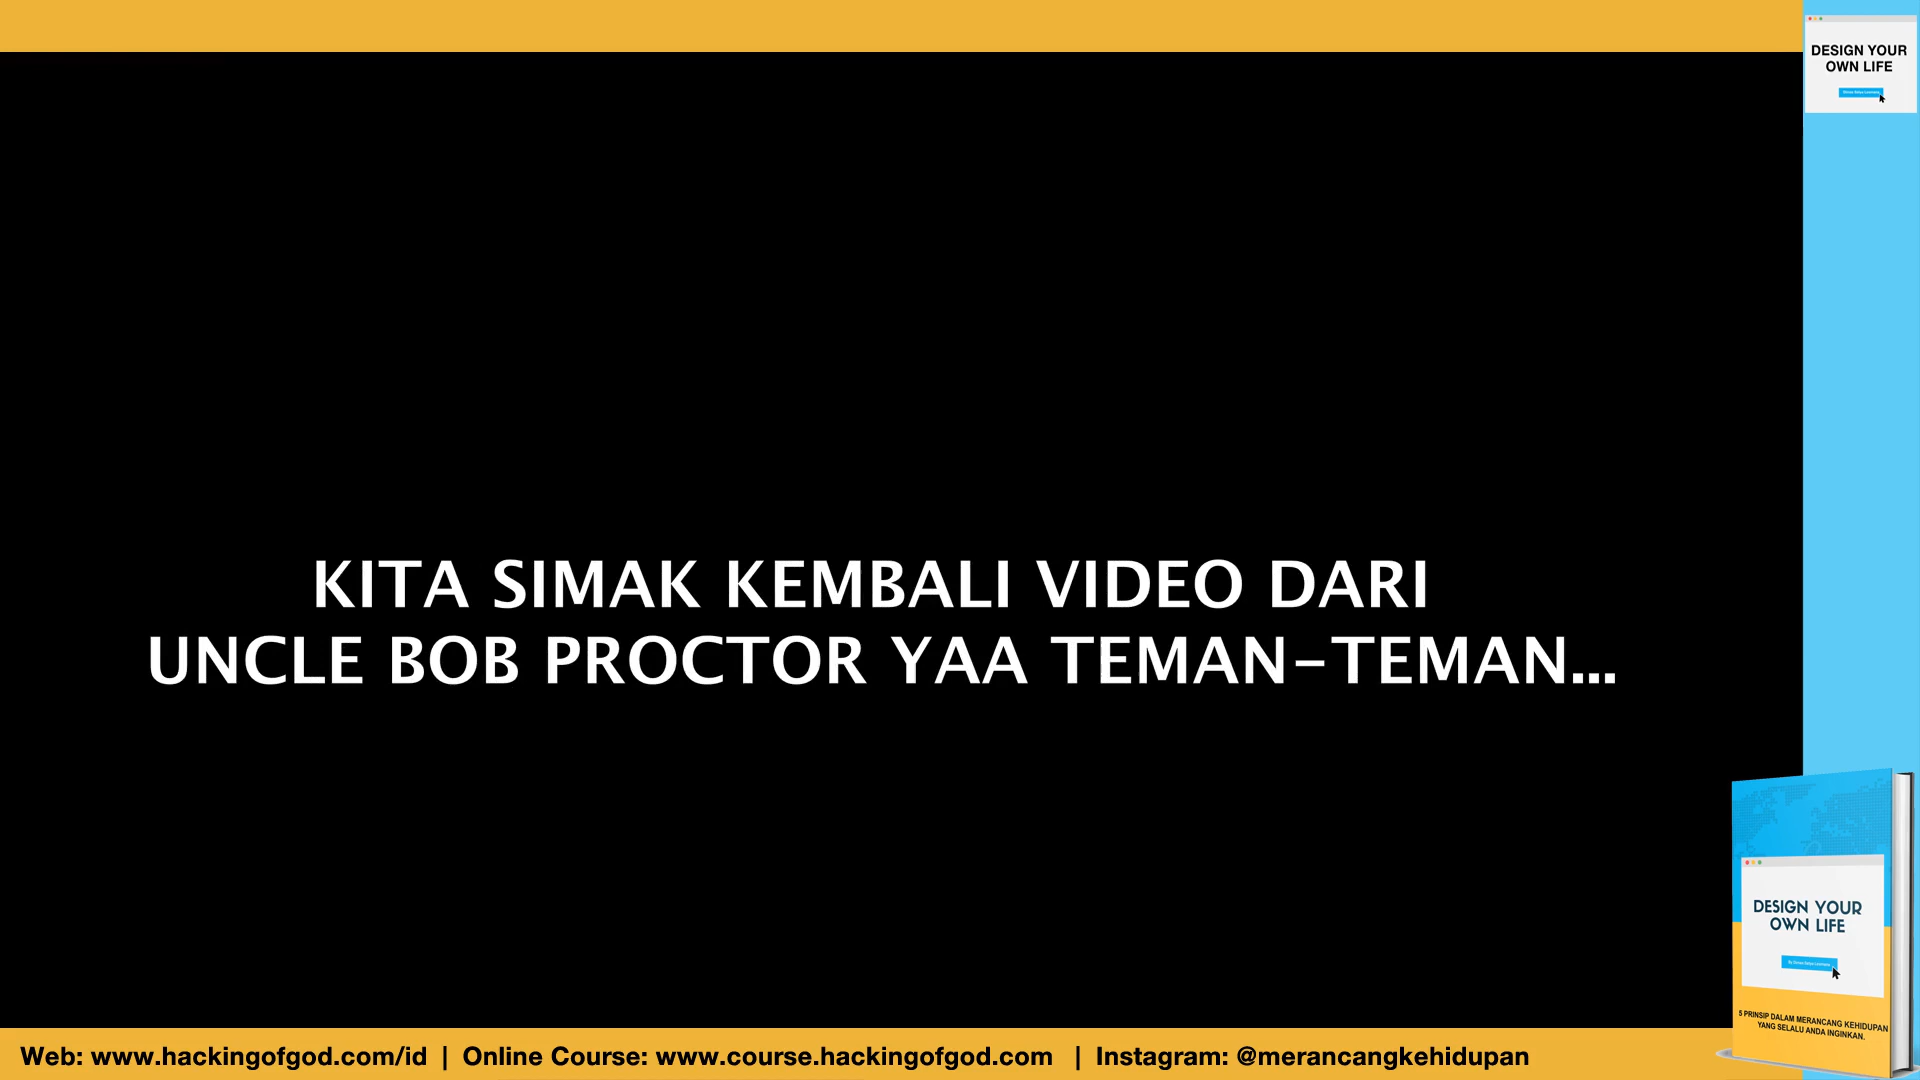 DESIGN YOUR
OWN LIFE
KITA SIMAK KEMBALI VIDEO DARI
UNCLE BOB PROCTOR YAA TEMAN-TEMAN...
DESIGN YOUR
OWN LIFE
5 PRINSIP DALAM MERANCANG KEHIDUPAN
YANG SELALU ANDA INGINKAN.
Web: www.hackingofgod.com/id | Online Course: www.course.hackingofgod.com | Instagram: @merancangkehidupan